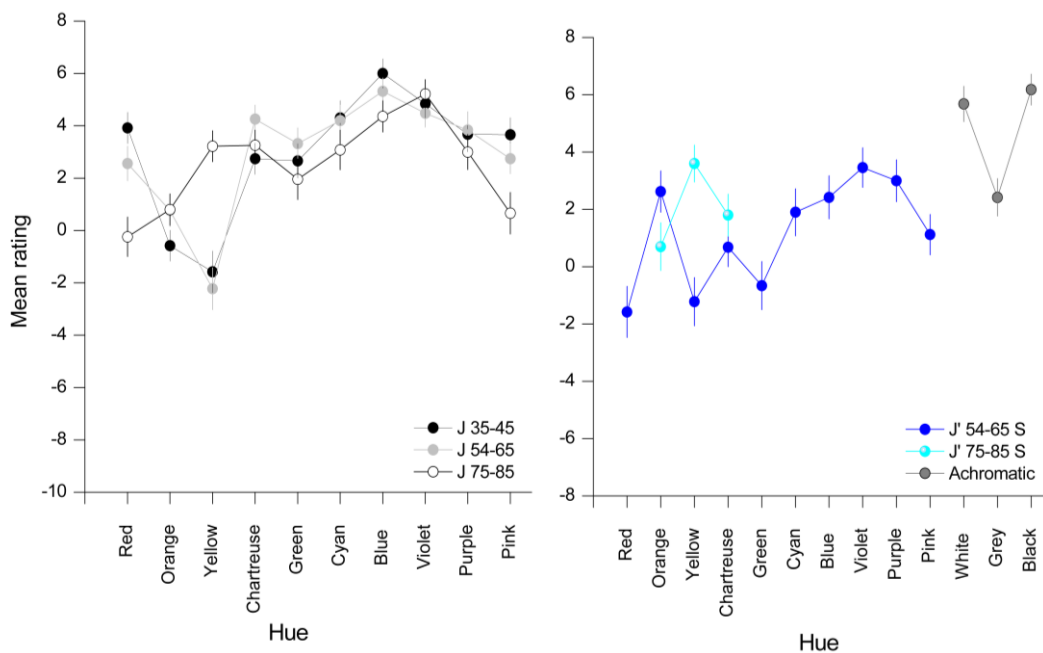 8
6
4
2
0
-2
-4
-6
-8
-10
Mean rating
J 35-45
J 54-65
J 75-85
Red
Orange
Yellow
Chartreuse
Green
Cyan
Blue
Violet
Purple
Pink
Hue
8
6
4
2
0
-2
-4
-6
-8
J' 54-65 S
J' 75-85 S
Achromatic
Red
Orange
Yellow
Chartreuse
Green
Cyan
Blue
Violet
Purple
Pink
White
Grey
Black
Hue